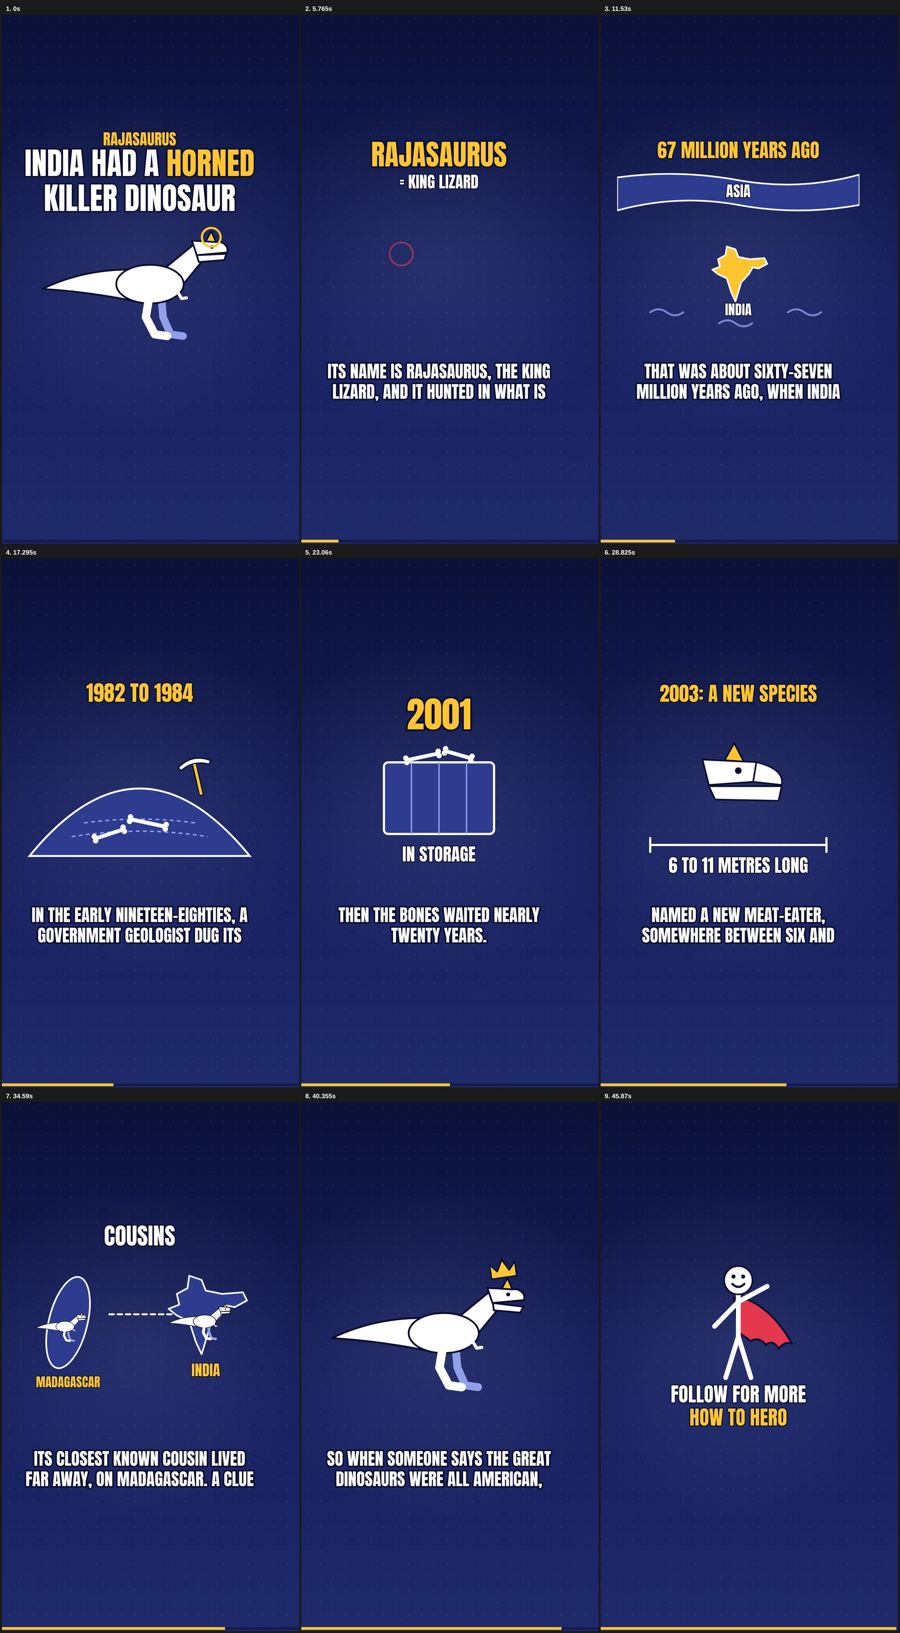 1. 0s
RAJASAURUS
INDIA HAD A HORNED
KILLER DINOSAUR
2. 5.765s
RAJASAURUS
= KING LIZARD
ITS NAME IS RAJASAURUS, THE KING
LIZARD, AND IT HUNTED IN WHAT IS
3. 11.53s
67 MILLION YEARS AGO
ASIA
INDIA
THAT WAS ABOUT SIXTY-SEVEN
MILLION YEARS AGO, WHEN INDIA
4. 17.295s
1982 TO 1984
IN THE EARLY NINETEEN-EIGHTIES, A
GOVERNMENT GEOLOGIST DUG ITS
5. 23.06s
2001
IN STORAGE
THEN THE BONES WAITED NEARLY
TWENTY YEARS.
6. 28.825s
2003: A NEW SPECIES
6 TO 11 METRES LONG
NAMED A NEW MEAT-EATER,
SOMEWHERE BETWEEN SIX AND
7. 34.59s
COUSINS
MADAGASCAR
INDIA
ITS CLOSEST KNOWN COUSIN LIVED
FAR AWAY, ON MADAGASCAR. A CLUE
8. 40.355s
SO WHEN SOMEONE SAYS THE GREAT
DINOSAURS WERE ALL AMERICAN,
9. 45.87s
FOLLOW FOR MORE
HOW TO HERO